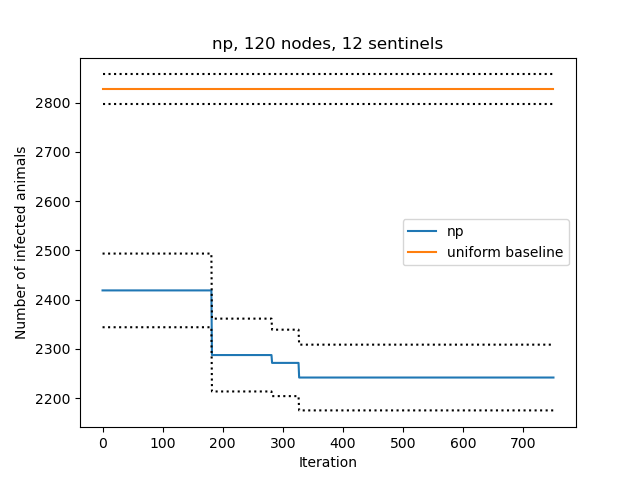 np, 120 nodes, 12 sentinels
2800
2700
2600
2500
2400
2300
2200
Number of infected animals
np
uniform baseline
0 100 200 300 400 500 600 700
Iteration